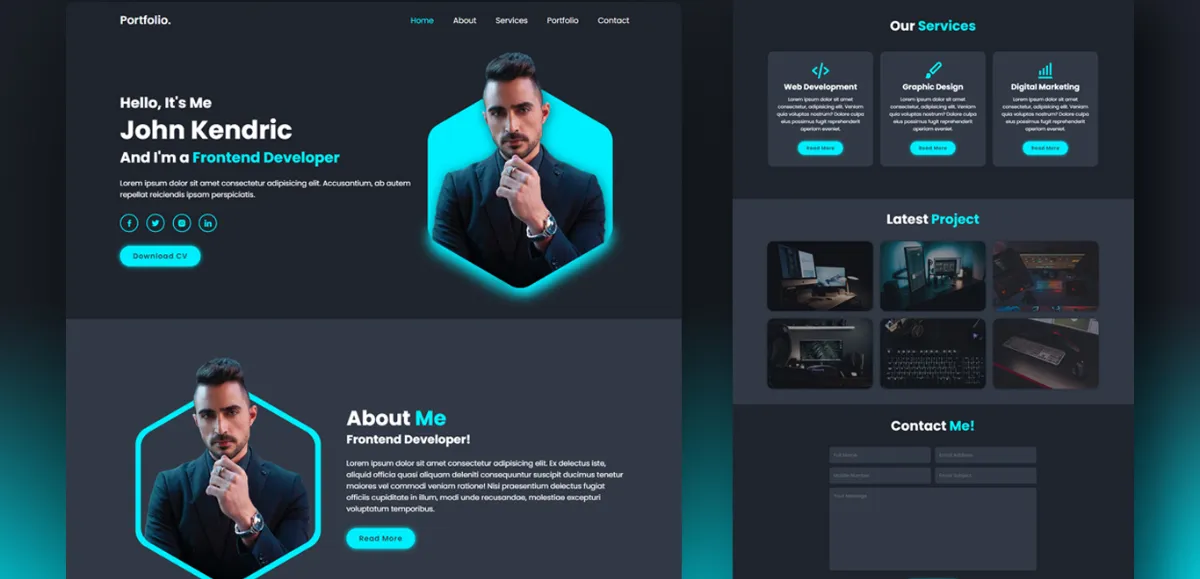 Portfolio.
Home
About
Services
Portfolio
Contact
Hello, It's Me
John Kendric
And I'm a Frontend Developer
Lorem ipsum dolor sit amet consectetur adipisicing elit. Accusantium, ab autem
repellat reiciendis ipsam perspiciatis.
Download CV
About Me
Frontend Developer!
Lorem ipsum dolor sit amet consectetur adipisicing elit. Ex delectus iste,
aliquid officia quasi aliquam deleniti consequuntur suscipit ducimus tenetur
maiores vel commodi veniam ratione! Nisi praesentium delectus fugiat
officiis cupiditate in illum, modi unde recusandae, molestiae excepturi
voluptatum temporibus.
Read More
Our Services
Web Development
Lorem ipsum dolor sit amet
consectetur adipisicing elit. Veniam
quia voluptas nostrum? Dolore culpa
eius possimus fugit reprehenderit
aperiam eveniet.
Read More
Graphic Design
Lorem ipsum dolor sit amet
consectetur adipisicing elit. Veniam
quia voluptas nostrum? Dolore culpa
eius possimus fugit reprehenderit
aperiam eveniet.
Read More
Digital Marketing
Lorem ipsum dolor sit amet
consectetur adipisicing elit. Veniam
quia voluptas nostrum? Dolore culpa
eius possimus fugit reprehenderit
aperiam eveniet.
Read More
Latest Project
Contact Me!
Full Name
Email Address
Mobile Number
Email Subject
Your Message